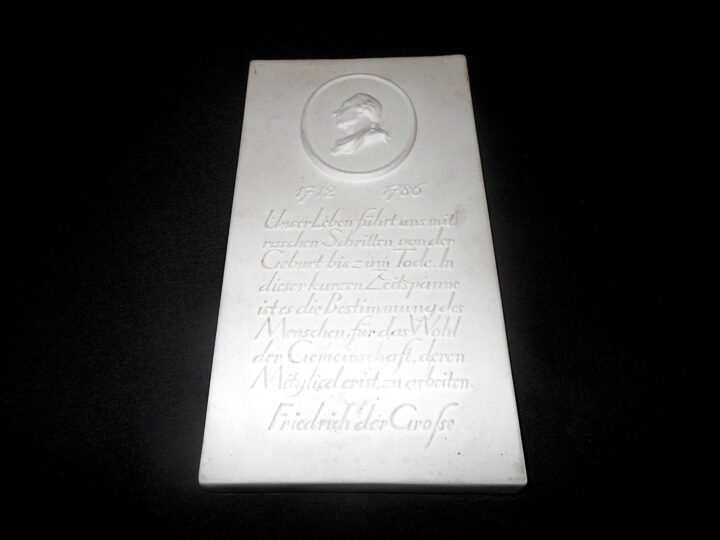 1712 1786
Unser Leben führt uns mit
raschen Schritten von der
Geburt bis zum Tode. In
dieser kurzen Zeitspanne
ist es die Bestimmung des
Menschen, für das Wohl
der Gemeinschaft, deren
Mitglied er ist, zu arbeiten.
Friedrich der Große